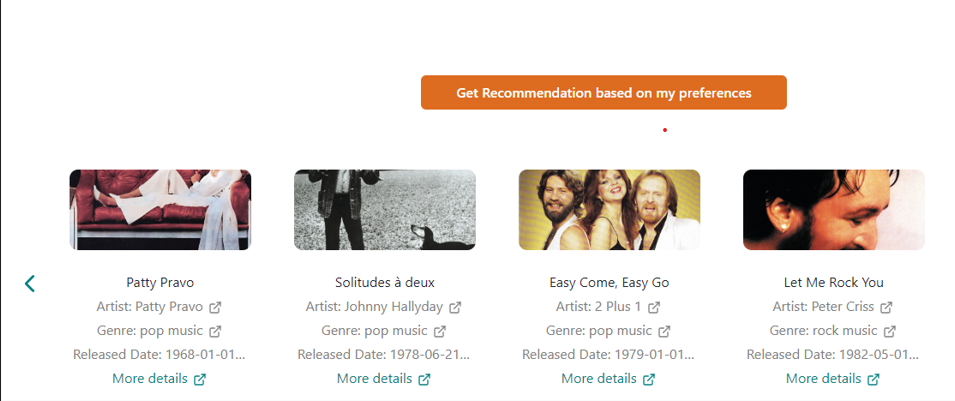 Get Recommendation based on my preferences
Patty Pravo
Artist: Patty Pravo
Genre: pop music
Released Date: 1968-01-01...
More details
Solitudes à deux
Artist: Johnny Hallyday
Genre: pop music
Released Date: 1978-06-21...
More details
Easy Come, Easy Go
Artist: 2 Plus 1
Genre: pop music
Released Date: 1979-01-01...
More details
Let Me Rock You
Artist: Peter Criss
Genre: rock music
Released Date: 1982-05-01...
More details